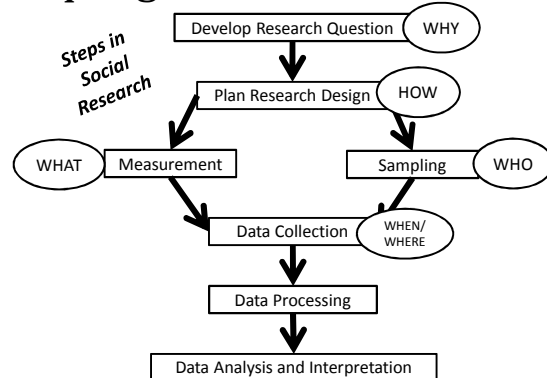 Develop Research Question
WHY
Steps in
Social
Research
Plan Research Design
HOW
WHAT
Measurement
Sampling
WHO
Data Collection
WHEN/
WHERE
Data Processing
Data Analysis and Interpretation